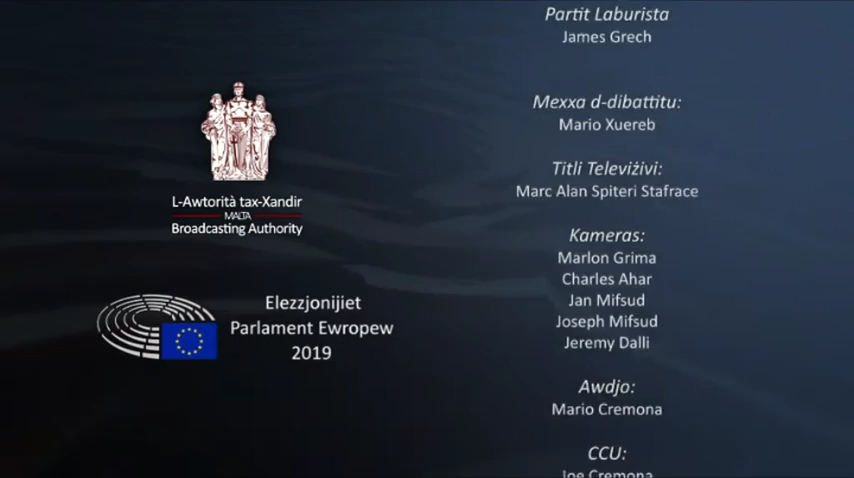 L-Awtorità tax-Xandir
MALTA
Broadcasting Authority
Elezzjonijiet
Parlament Ewropew
2019
Partit Laburista
James Grech
Mexxa d-dibattitu:
Mario Xuereb
Titli Televiżivi:
Marc Alan Spiteri Stafrace
Kameras:
Marlon Grima
Charles Ahar
Jan Mifsud
Joseph Mifsud
Jeremy Dalli
Awdjo:
Mario Cremona
CCU:
Joe Cremona